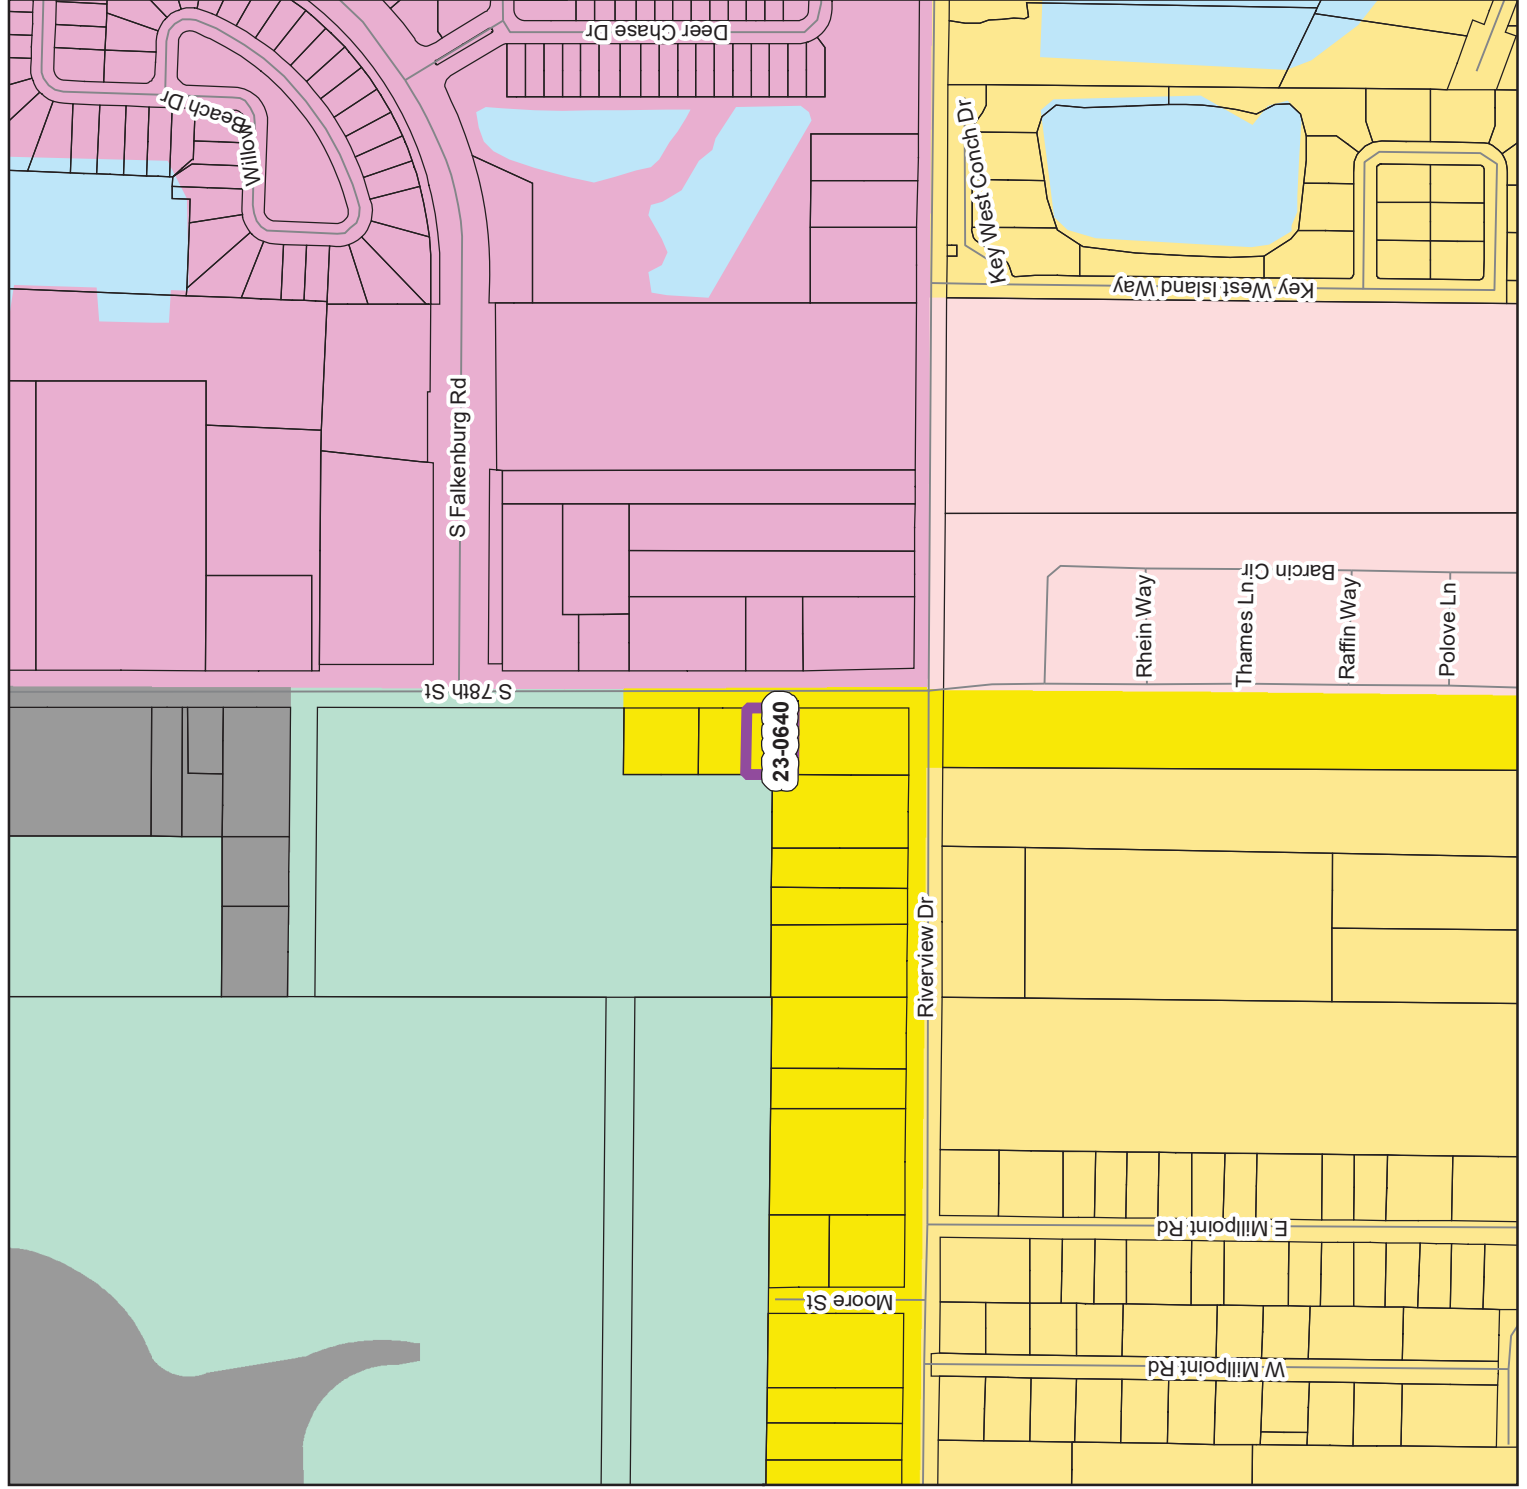 Deer Chase Dr
Willow Beach Dr
Key West Conch Dr
Key West Island Way
S Falkenburg Rd
Barcin Cir
Rhein Way
Thames Ln
Raffin Way
Polove Ln
S 78th St
23-0640
Riverview Dr
E Millpoint Rd
Moore St
W Millpoint Rd